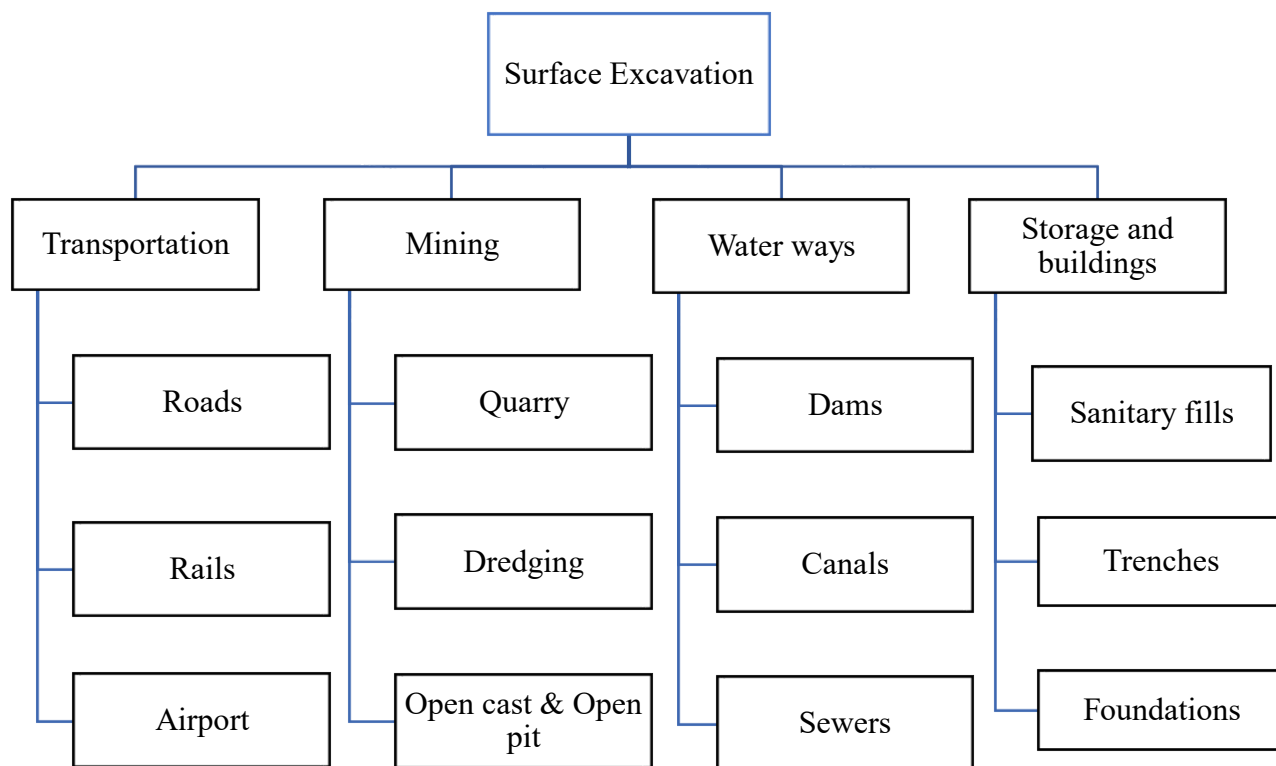 Surface Excavation
Transportation
Mining
Water ways
Storage and
buildings
Roads
Quarry
Dams
Sanitary fills
Rails
Dredging
Canals
Trenches
Airport
Open cast & Open
pit
Sewers
Foundations